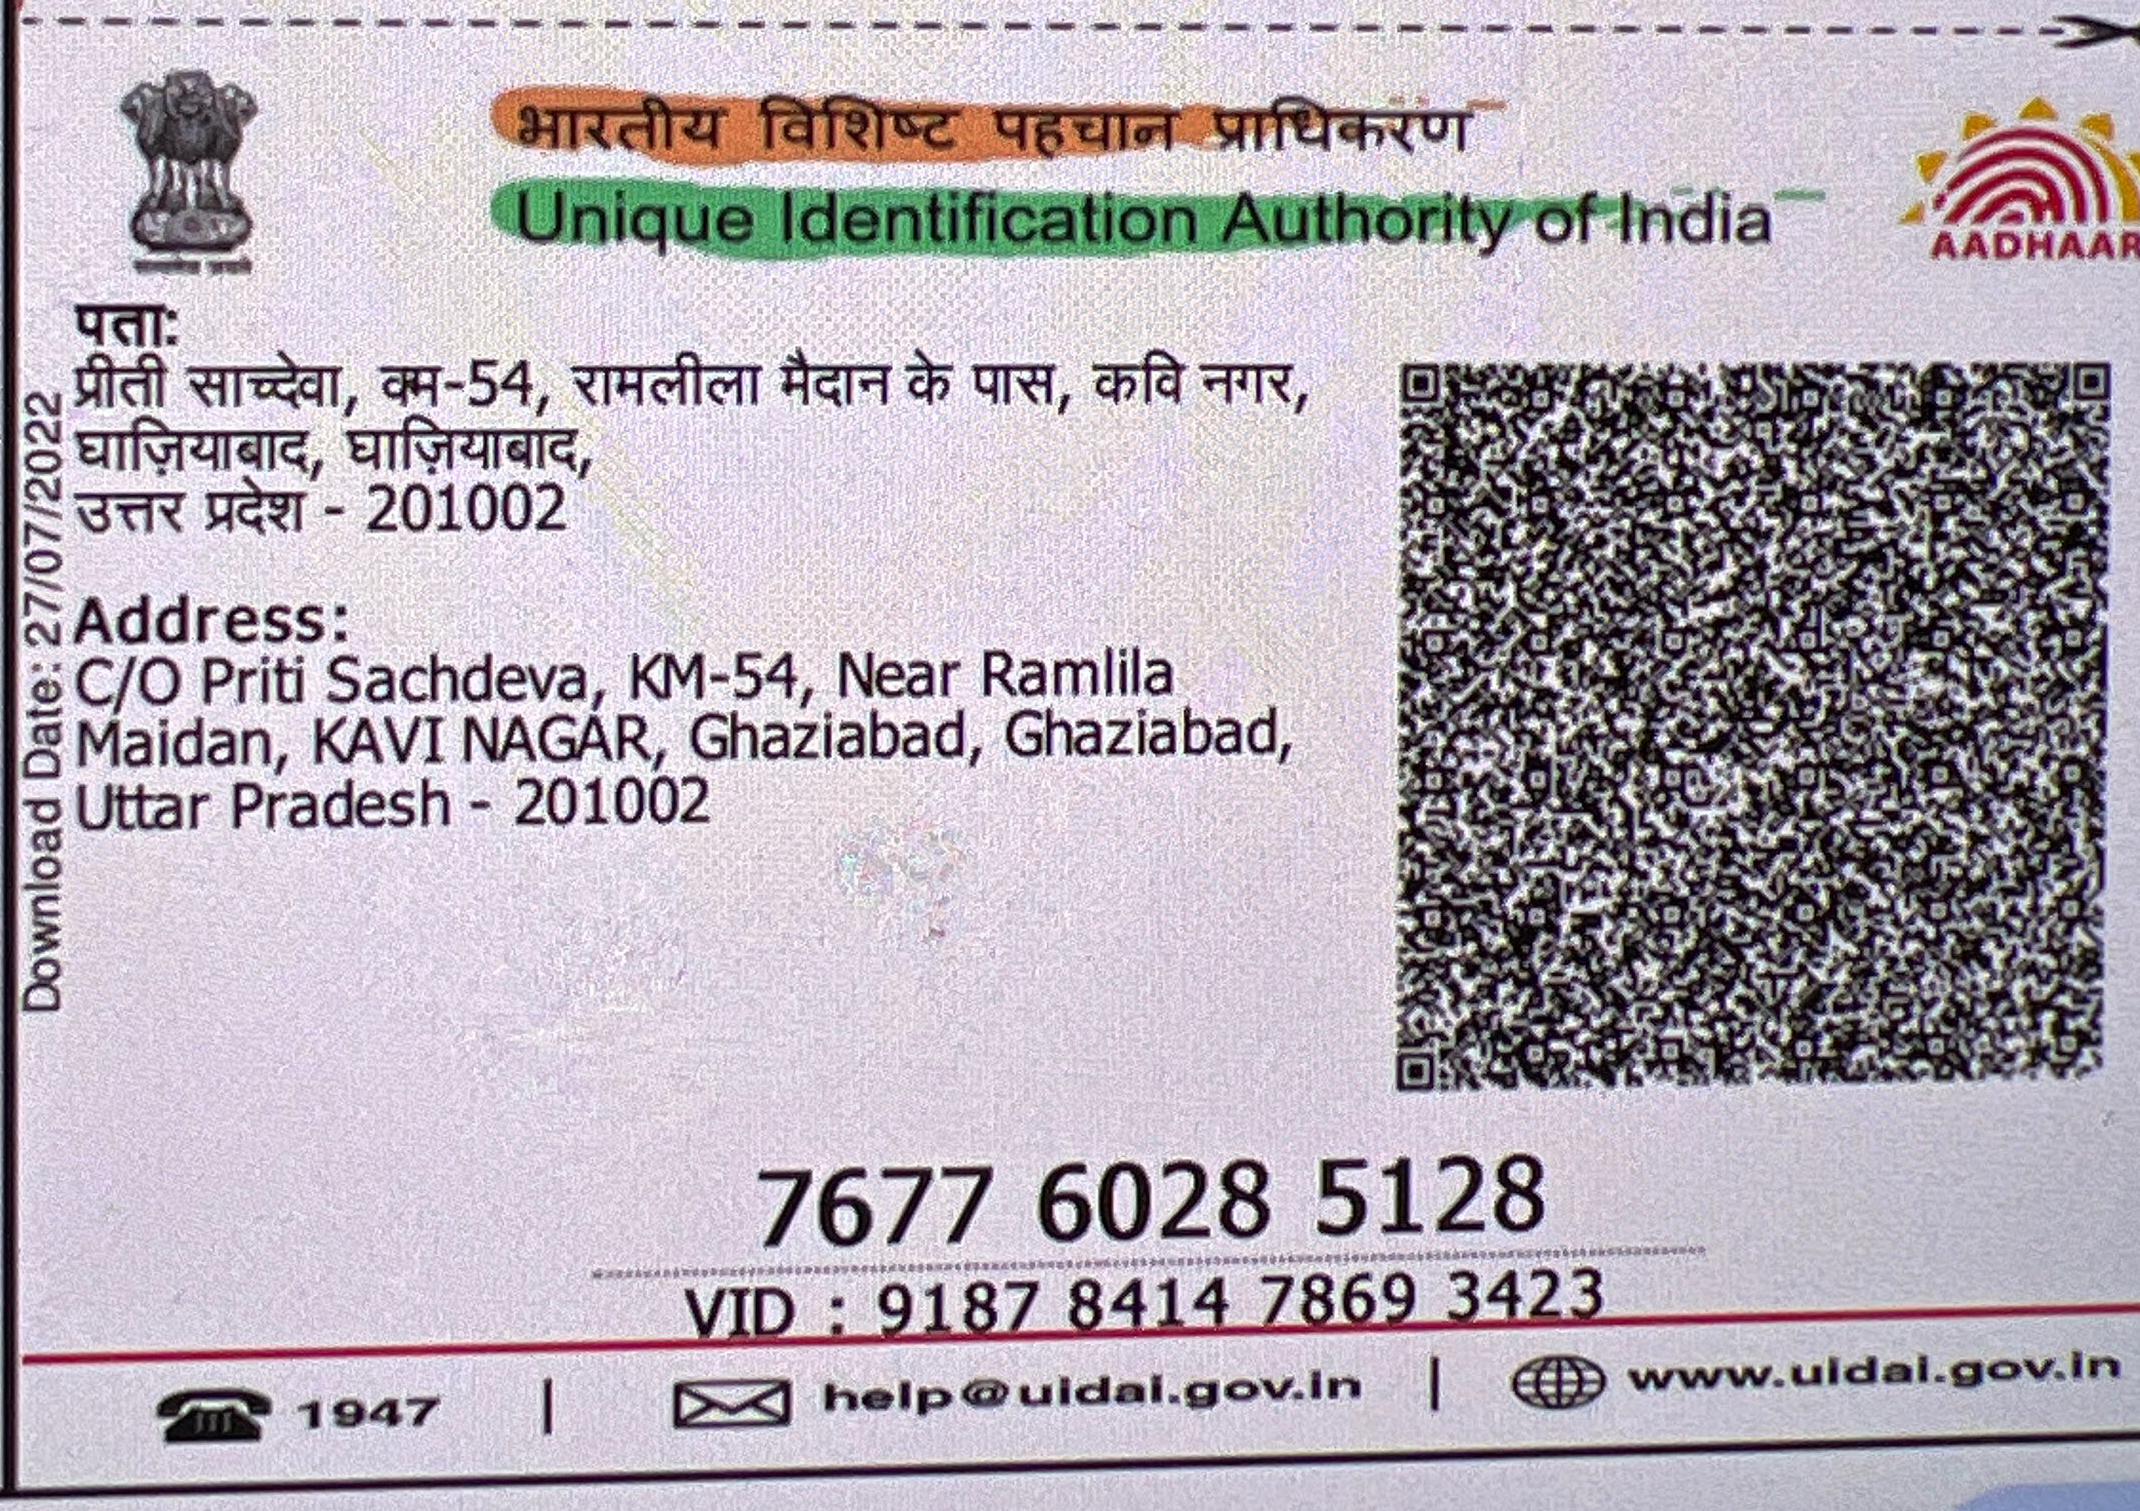 भारतीय विशिष्ट पहचान प्राधिकरण
Unique Identification Authority of India
AADHAAR
पता:
प्रीती साच्देवा, क्म-54, रामलीला मैदान के पास, कवि नगर,
घाज़ियाबाद, घाज़ियाबाद,
उत्तर प्रदेश - 201002
Address:
C/O Priti Sachdeva, KM-54, Near Ramlila
Maidan, KAVI NAGAR, Ghaziabad, Ghaziabad,
Uttar Pradesh - 201002
Download Date: 27/07/2022
7677 6028 5128
VID : 9187 8414 7869 3423
1947 | help@uidai.gov.in | www.uidai.gov.in